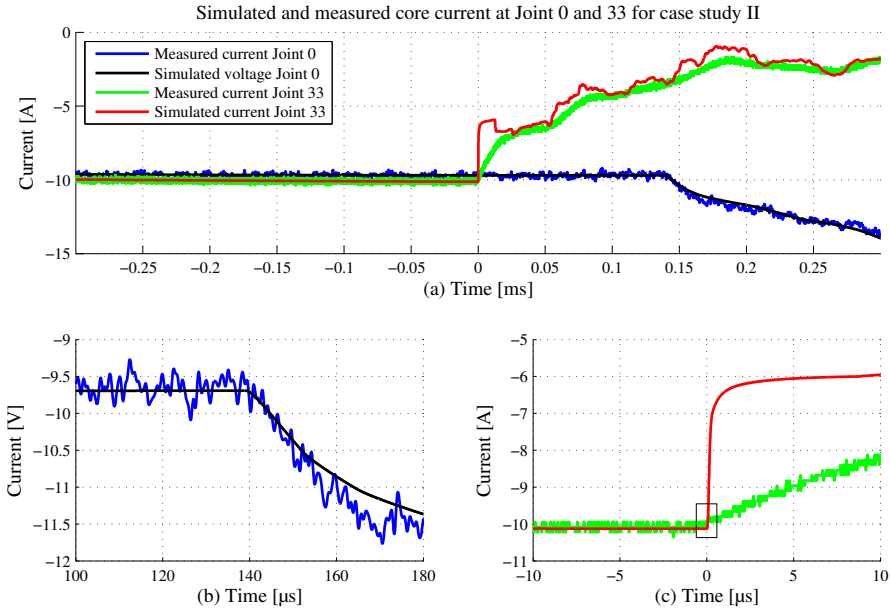 Simulated and measured core current at Joint 0 and 33 for case study II
Measured current Joint 0
Simulated voltage Joint 0
Measured current Joint 33
Simulated current Joint 33
Current [A]
0
−5
−10
−15
−0.25 −0.2 −0.15 −0.1 −0.05 0 0.05 0.1 0.15 0.2 0.25
(a) Time [ms]
Current [V]
−9
−9.5
−10
−10.5
−11
−11.5
−12
100 120 140 160 180
(b) Time [µs]
Current [A]
−5
−6
−7
−8
−9
−10
−11
−10 −5 0 5 10
(c) Time [µs]